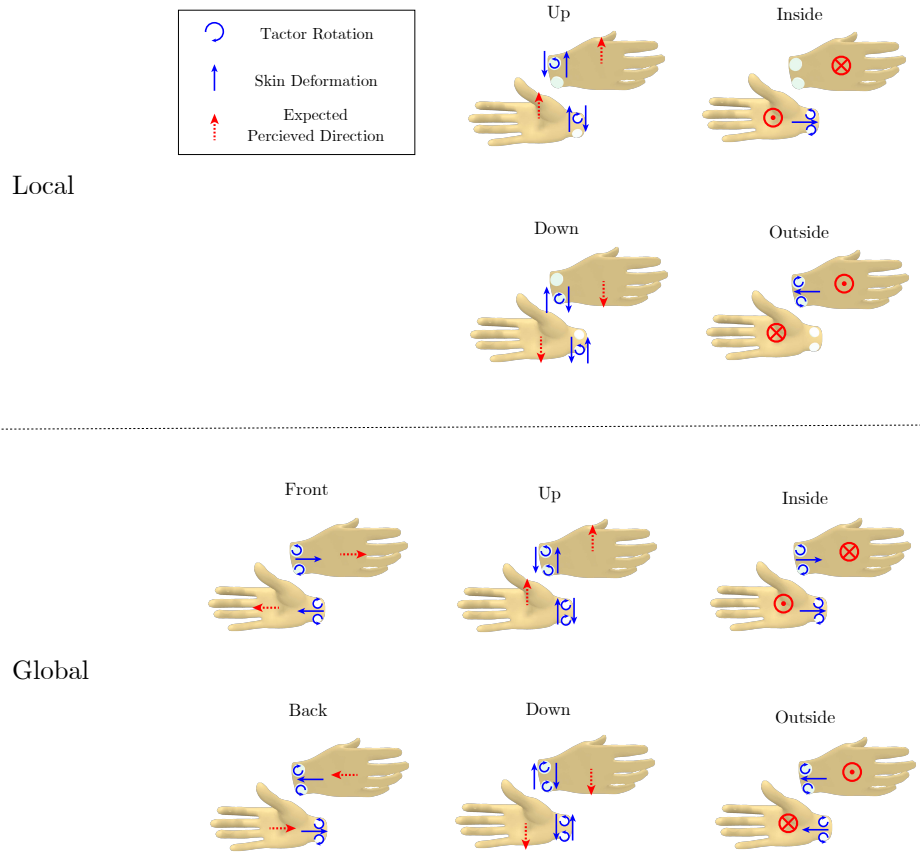 Tactor Rotation
Skin Deformation
Expected
Percieved Direction
Up
Inside
Local
Down
Outside
Front
Up
Inside
Global
Back
Down
Outside